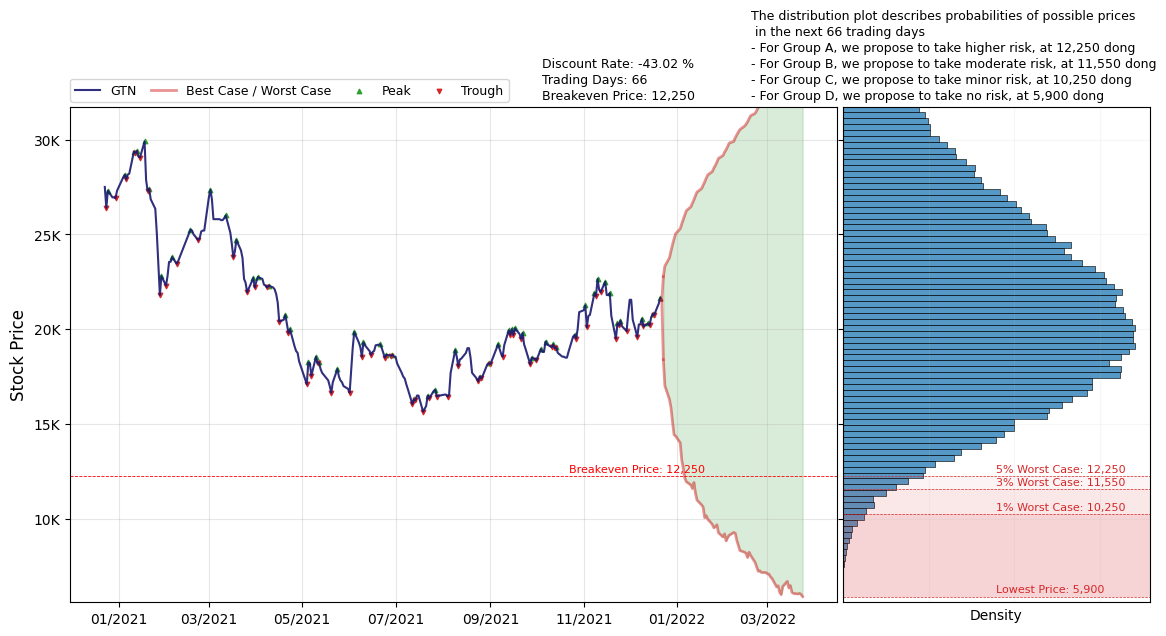 The distribution plot describes probabilities of possible prices
in the next 66 trading days
- For Group A, we propose to take higher risk, at 12,250 dong
- For Group B, we propose to take moderate risk, at 11,550 dong
- For Group C, we propose to take minor risk, at 10,250 dong
- For Group D, we propose to take no risk, at 5,900 dong
Discount Rate: -43.02 %
Trading Days: 66
Breakeven Price: 12,250
GTN Best Case / Worst Case Peak Trough
Stock Price
30K
25K
20K
15K
10K
Breakeven Price: 12,250
5% Worst Case: 12,250
3% Worst Case: 11,550
1% Worst Case: 10,250
Lowest Price: 5,900
01/2021 03/2021 05/2021 07/2021 09/2021 11/2021 01/2022 03/2022
Density